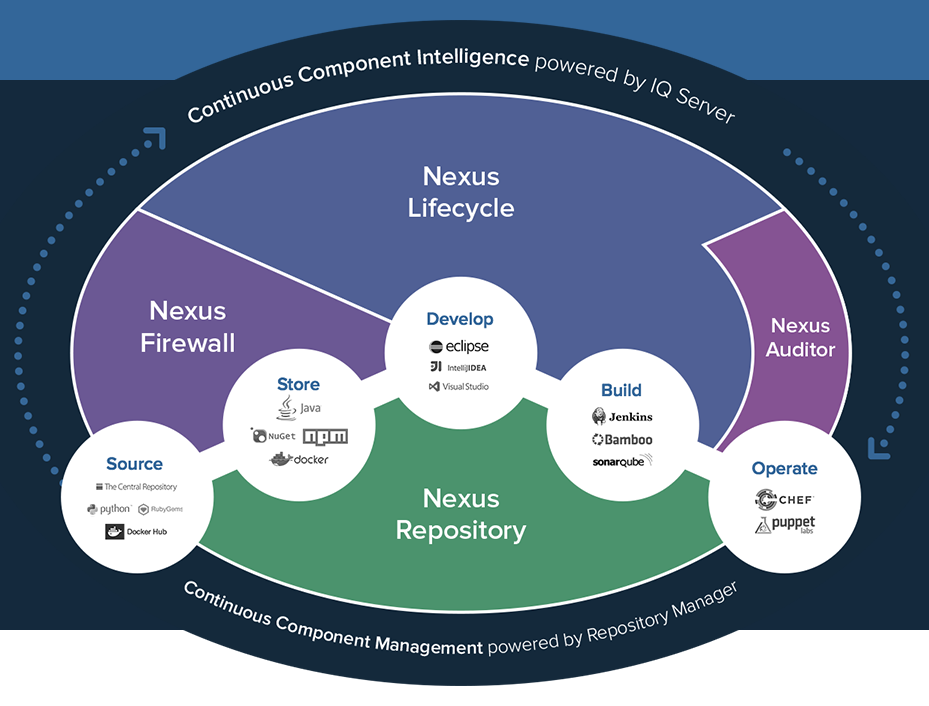 Continuous Component Intelligence powered by IQ Server
Nexus
Lifecycle
Nexus
Firewall
Nexus
Auditor
Develop
eclipse
IntelliJIDEA
Visual Studio
Store
Java
NuGet npm
docker
Build
Jenkins
Bamboo
sonarqube
Source
The Central Repository
python RubyGems
Docker Hub
Operate
CHEF
puppet
labs
Nexus
Repository
Continuous Component Management powered by Repository Manager